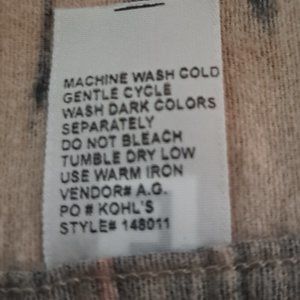 MACHINE WASH COLD
GENTLE CYCLE
WASH DARK COLORS
SEPARATELY
DO NOT BLEACH
TUMBLE DRY LOW
USE WARM IRON
VENDOR# A.G.
PO # KOHL'S
STYLE# 148011